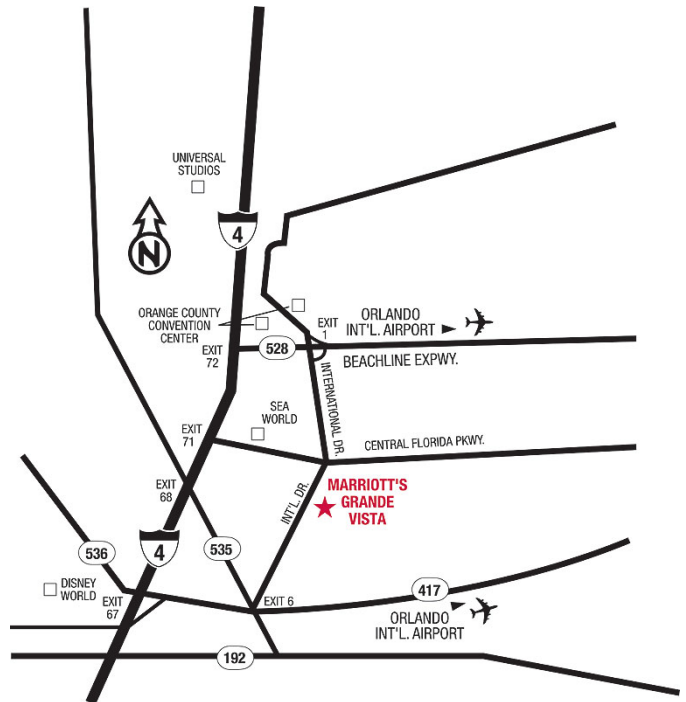 UNIVERSAL
STUDIOS
4
N
ORANGE COUNTY
CONVENTION
CENTER
EXIT
1
ORLANDO
INT'L. AIRPORT
EXIT
72
528
BEACHLINE EXPWY.
INTERNATIONAL DR.
SEA
WORLD
EXIT
71
CENTRAL FLORIDA PKWY.
EXIT
68
INT'L. DR.
MARRIOTT'S
GRANDE
VISTA
536
4
535
DISNEY
WORLD
EXIT
67
EXIT 6
417
ORLANDO
INT'L. AIRPORT
192